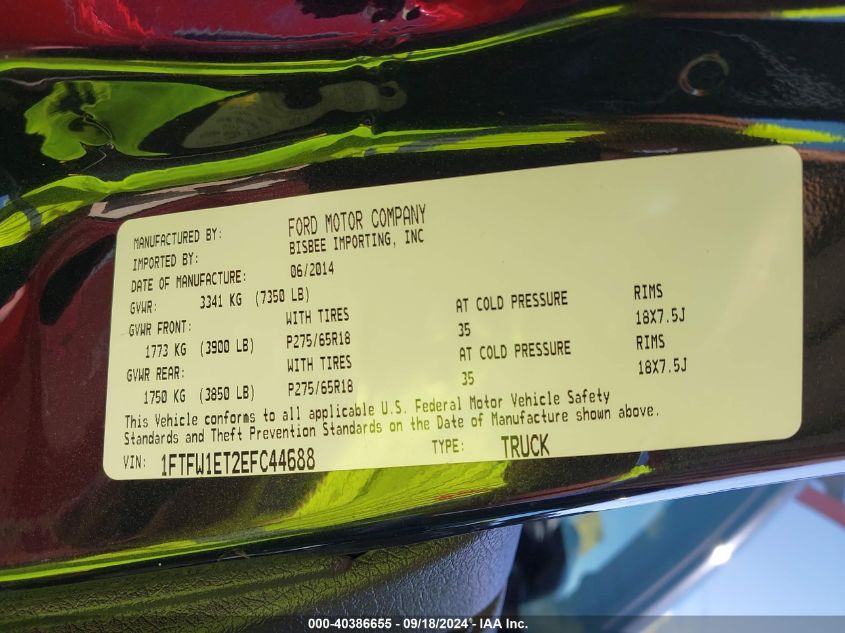 MANUFACTURED BY: FORD MOTOR COMPANY
IMPORTED BY: BISBEE IMPORTING, INC
DATE OF MANUFACTURE: 06/2014
GVWR: 3341 KG (7350 LB)
GVWR FRONT: WITH TIRES AT COLD PRESSURE RIMS
1773 KG (3900 LB) P275/65R18 35 18X7.5J
GVWR REAR: WITH TIRES AT COLD PRESSURE RIMS
1750 KG (3850 LB) P275/65R18 35 18X7.5J
This Vehicle conforms to all applicable U.S. Federal Motor Vehicle Safety
Standards and Theft Prevention Standards on the Date of Manufacture shown above.
VIN: 1FTFW1ET2EFC44688 TYPE: TRUCK
000-40386655 - 09/18/2024 - IAA Inc.